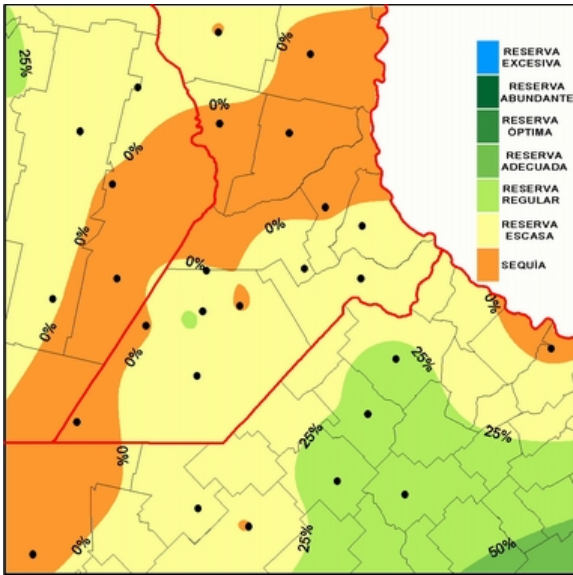 0%
25%
0%
0%
0%
0%
0%
0%
0%
0%
25%
25%
25%
0%
0%
25%
50%
RESERVA
EXCESIVA
RESERVA
ABUNDANTE
RESERVA
ÓPTIMA
RESERVA
ADECUADA
RESERVA
REGULAR
RESERVA
ESCASA
SEQUÌA